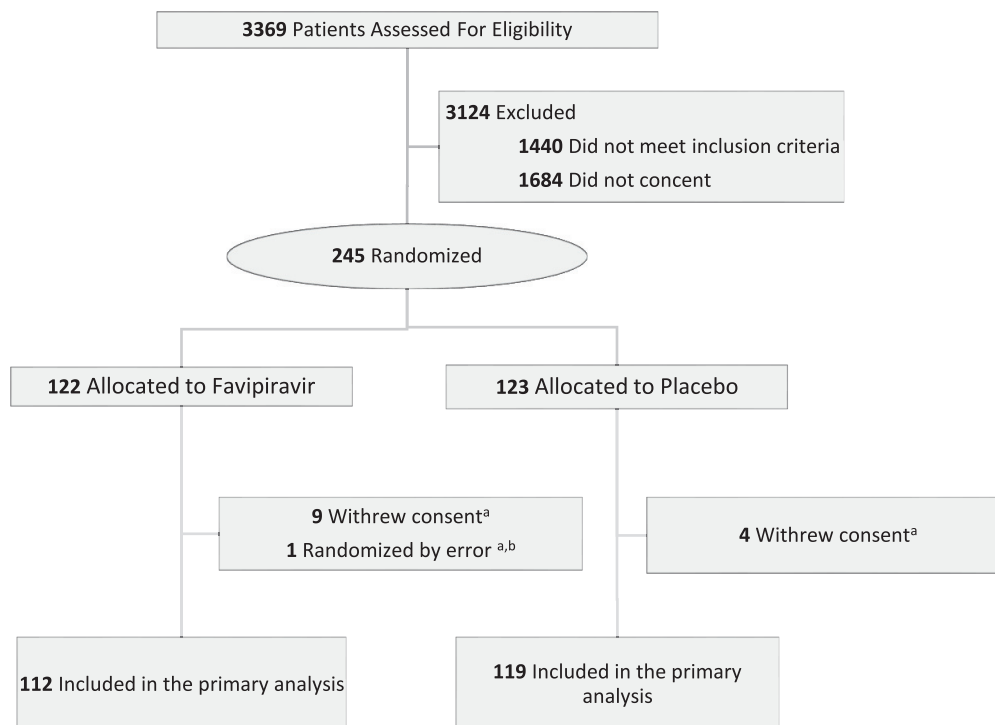 3369 Patients Assessed For Eligibility
3124 Excluded
1440 Did not meet inclusion criteria
1684 Did not concent
245 Randomized
122 Allocated to Favipiravir
123 Allocated to Placebo
9 Withrew consentᵃ
1 Randomized by error ᵃ,ᵇ
4 Withrew consentᵃ
112 Included in the primary analysis
119 Included in the primary
analysis